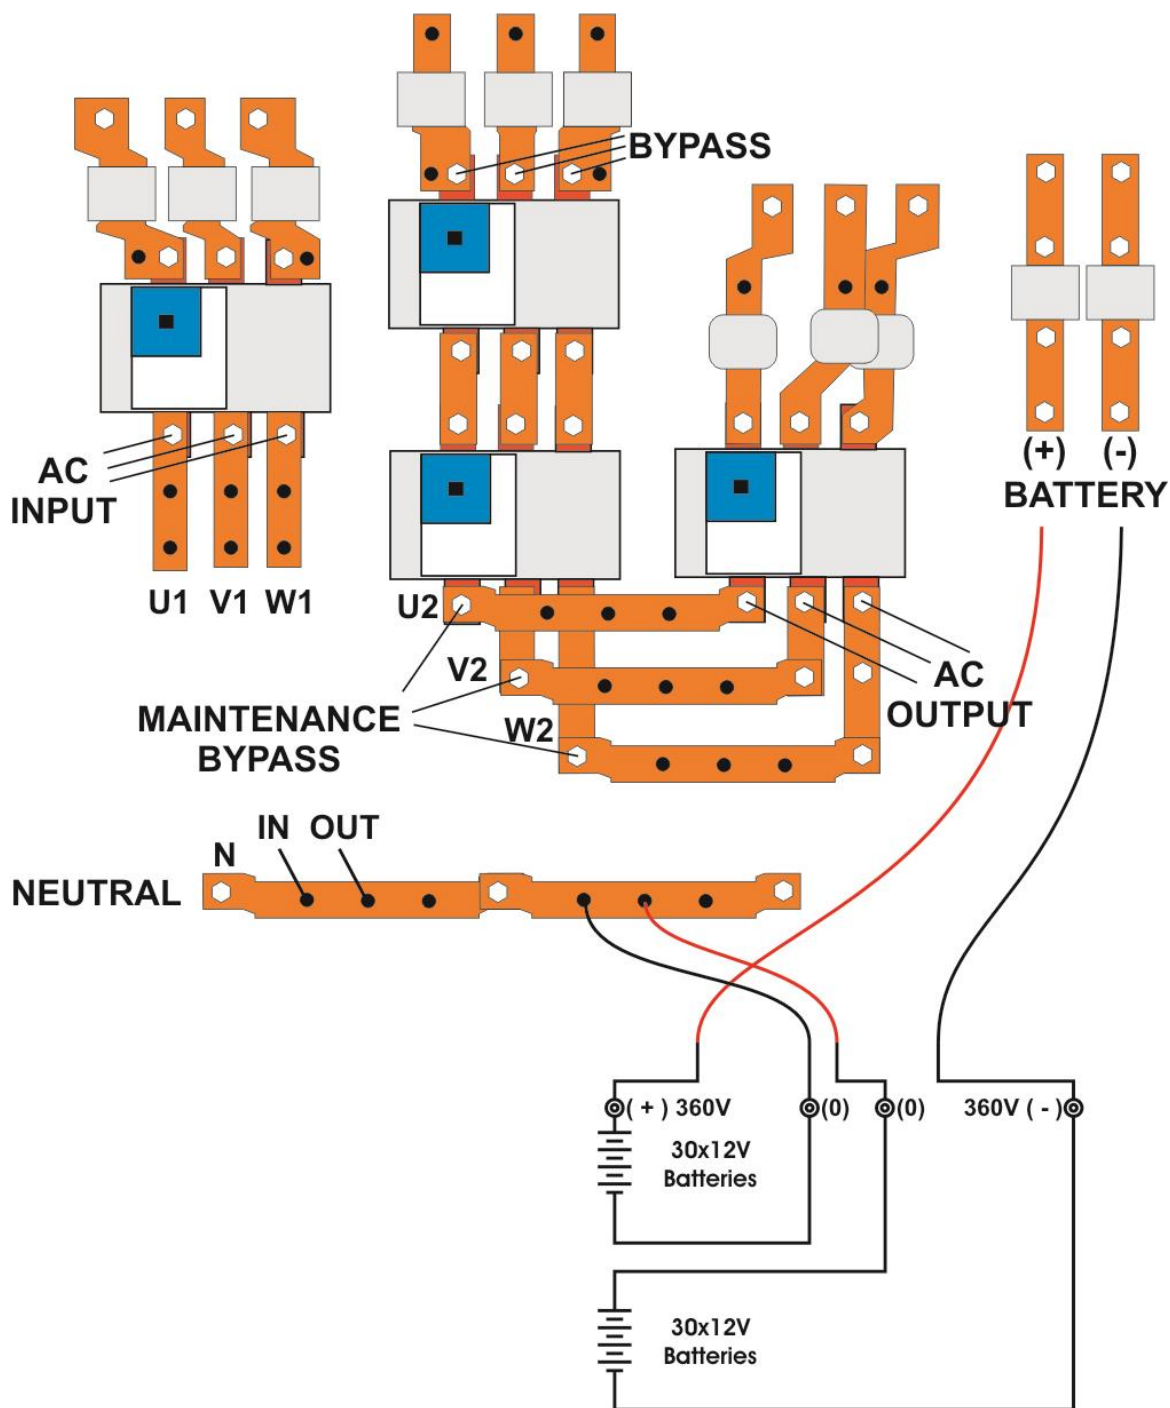 BYPASS
AC
INPUT
U1 V1 W1
(+) (-)
BATTERY
U2
V2
W2
MAINTENANCE
BYPASS
AC
OUTPUT
IN OUT
N
NEUTRAL
( + ) 360V (0) (0) 360V ( - )
30x12V
Batteries
30x12V
Batteries